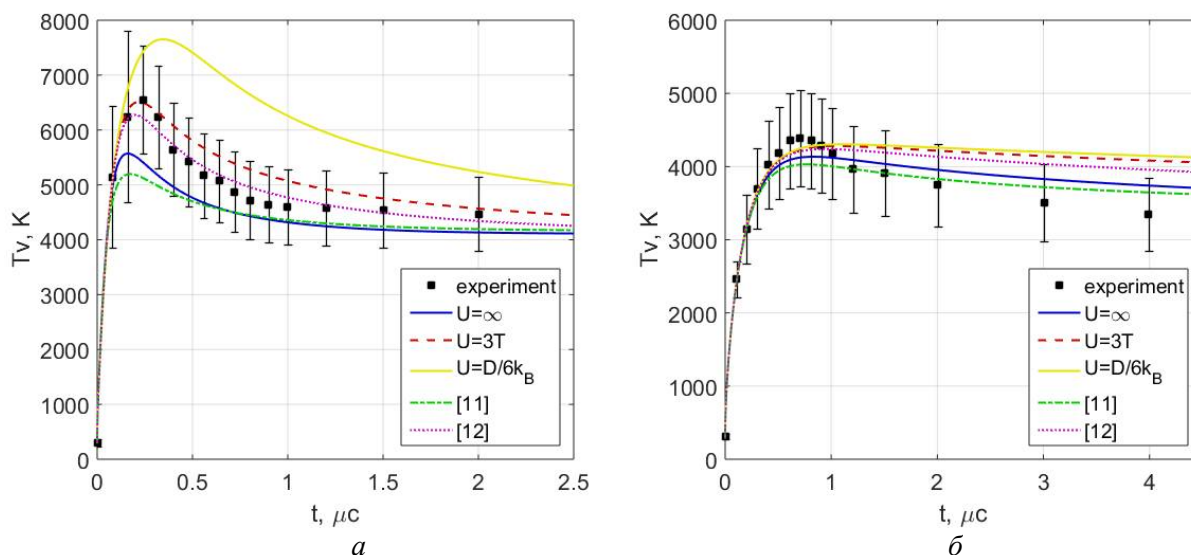 8000
7000
6000
5000
4000
3000
2000
1000
0
Tv, K
0
0.5
1
1.5
2
2.5
t, μc
experiment
U=∞
U=3T
U=D/6k_B
[11]
[12]
а
6000
5000
4000
3000
2000
1000
0
Tv, K
0
1
2
3
4
t, μc
experiment
U=∞
U=3T
U=D/6k_B
[11]
[12]
б